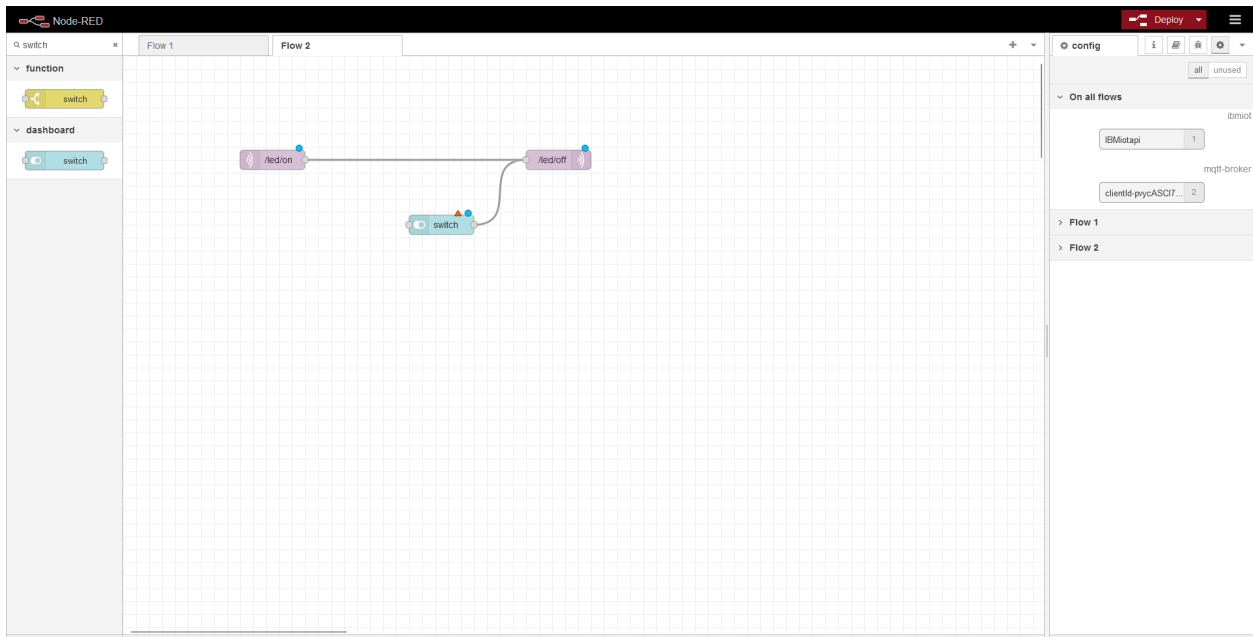 Node-RED
Deploy
switch
Flow 1
Flow 2
config
i
function
switch
dashboard
switch
/led/on
/led/off
switch
all
unused
On all flows
ibmiot
IBMiotapi
1
mqtt-broker
clientId-pvycASCI7...
2
Flow 1
Flow 2